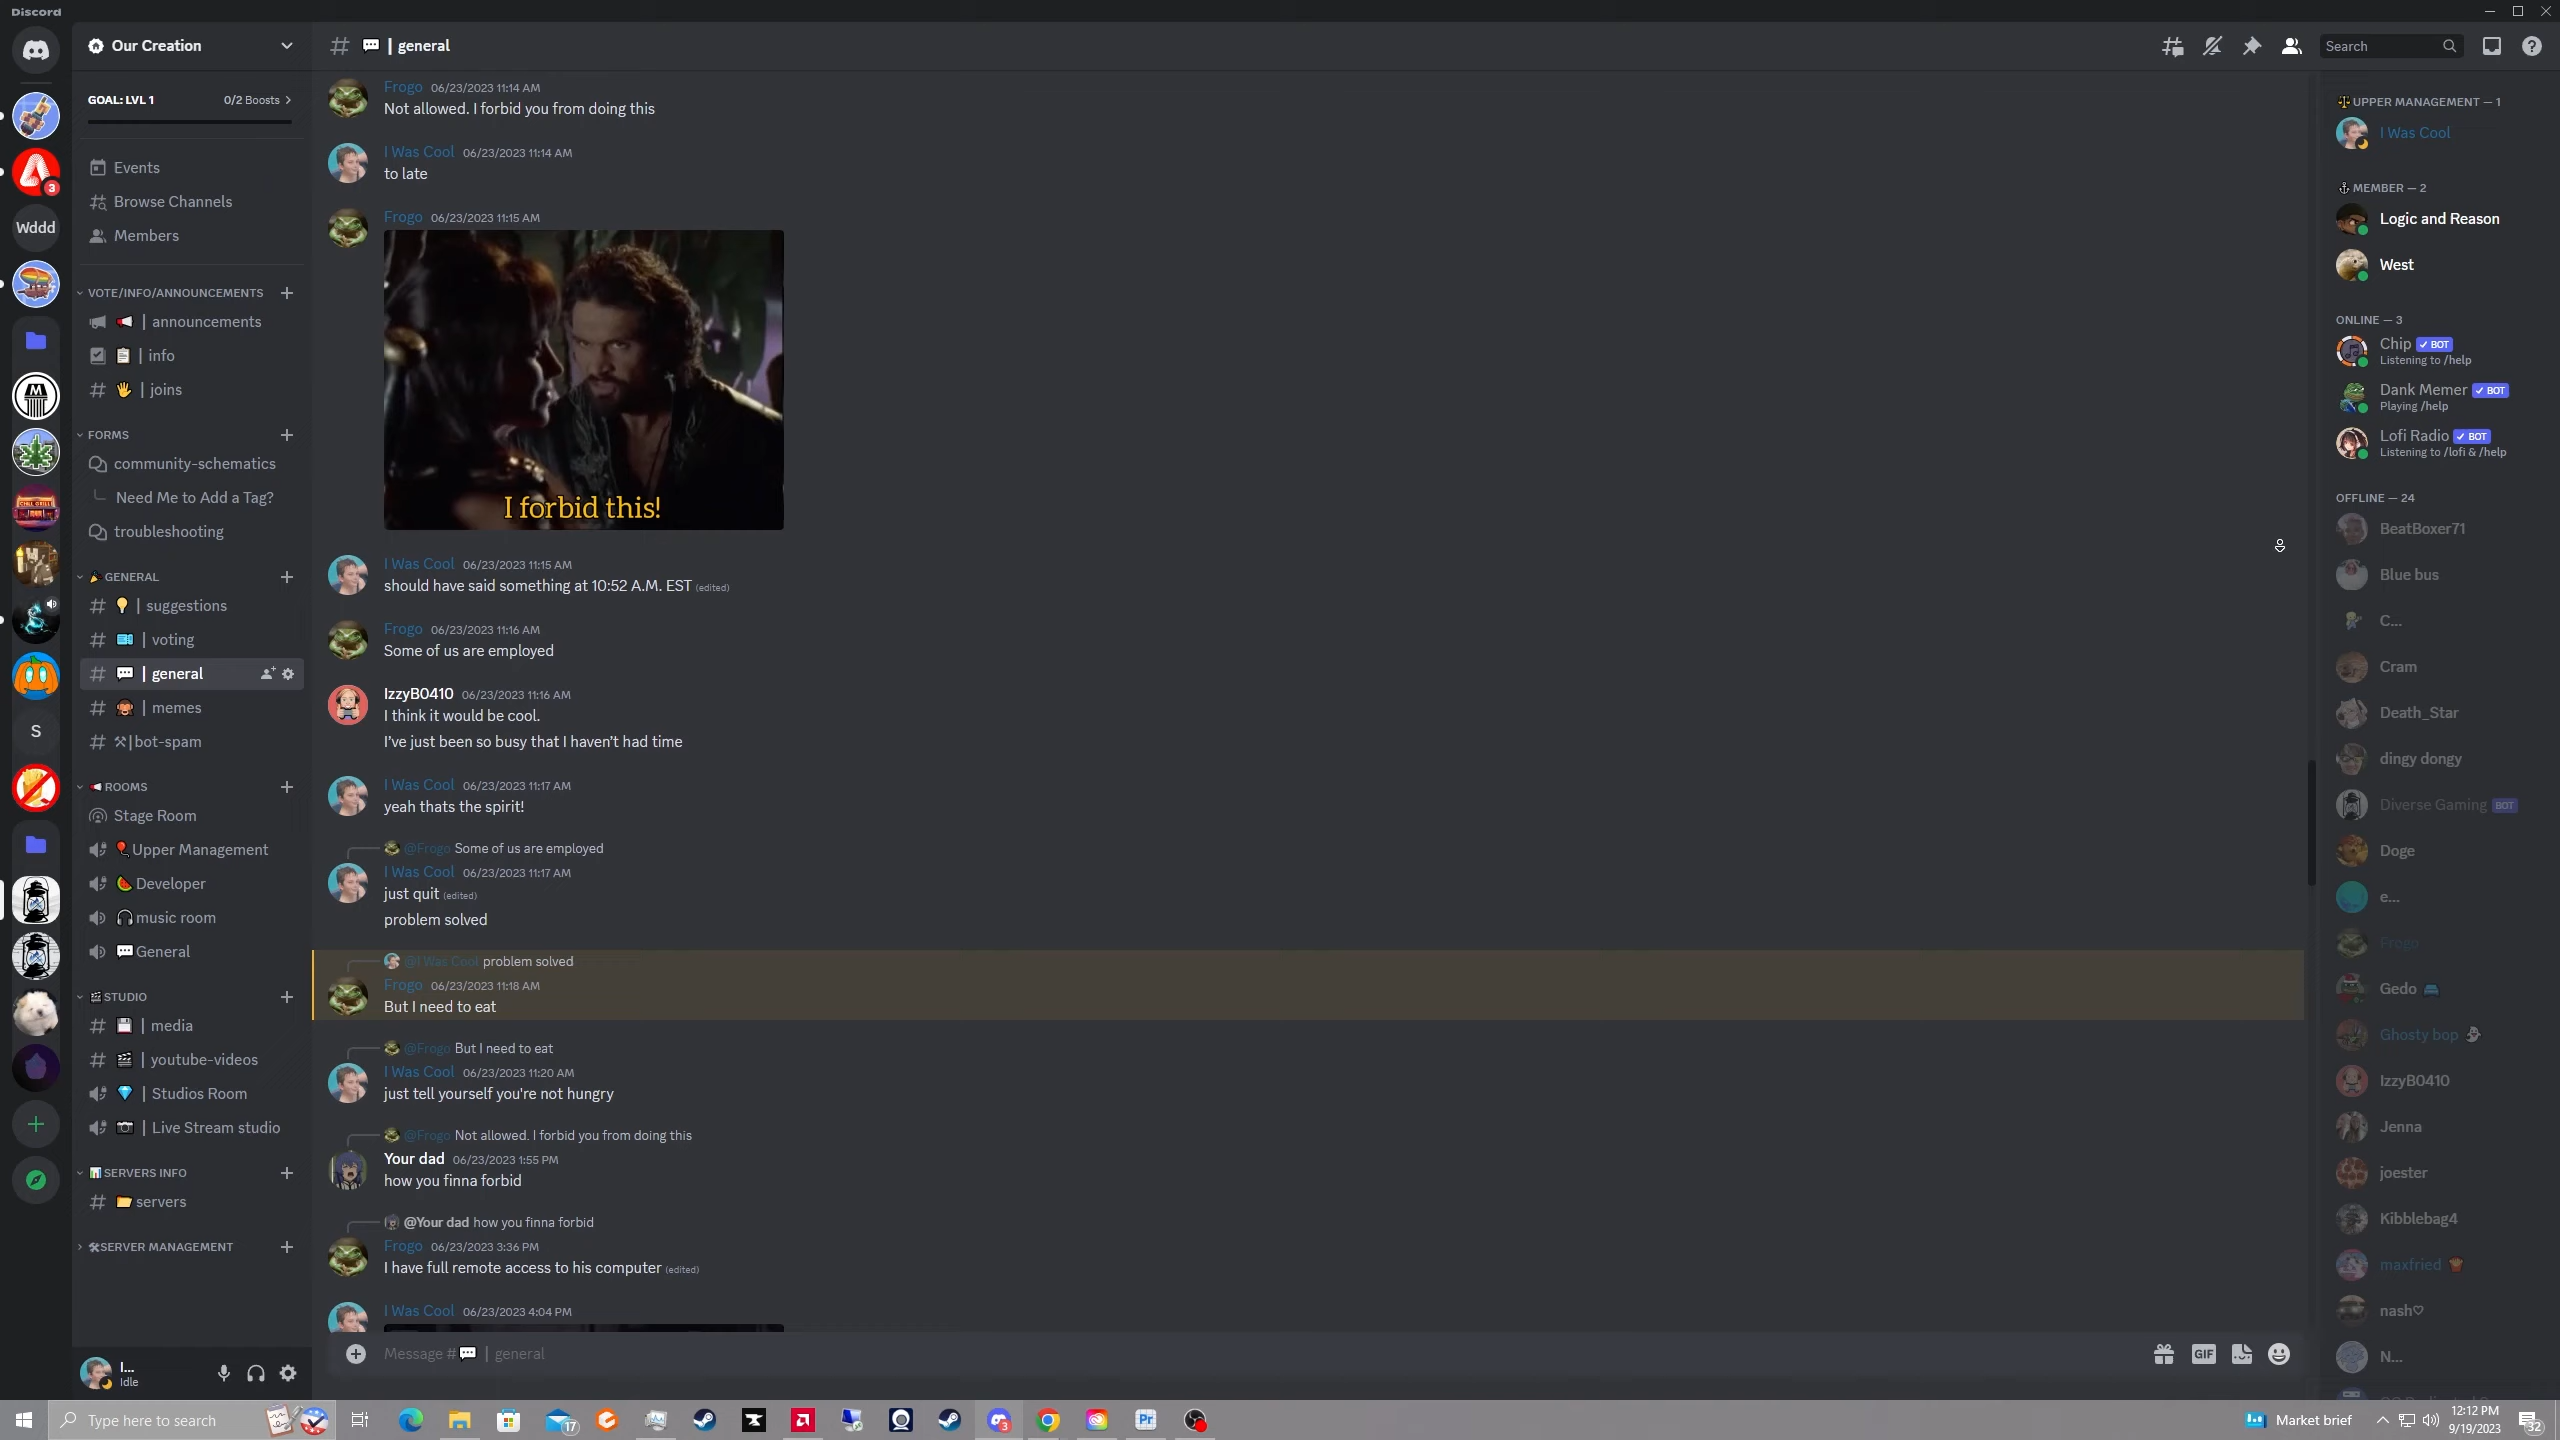 Discord
Our Creation
GOAL: LVL 1
0/2 Boosts
Events
Browse Channels
Members
VOTE/INFO/ANNOUNCEMENTS
| announcements
| info
| joins
FORMS
community-schematics
Need Me to Add a Tag?
troubleshooting
GENERAL
| suggestions
| voting
| general
| memes
|bot-spam
ROOMS
Stage Room
Upper Management
Developer
music room
General
STUDIO
| media
| youtube-videos
| Studios Room
| Live Stream studio
SERVERS INFO
servers
SERVER MANAGEMENT
I...
Idle
3
Wddd
M
S
| general
Search
Frogo 06/23/2023 11:14 AM
Not allowed. I forbid you from doing this
I Was Cool 06/23/2023 11:14 AM
to late
Frogo 06/23/2023 11:15 AM
I forbid this!
I Was Cool 06/23/2023 11:15 AM
should have said something at 10:52 A.M. EST (edited)
Frogo 06/23/2023 11:16 AM
Some of us are employed
IzzyB0410 06/23/2023 11:16 AM
I think it would be cool.
I've just been so busy that I haven't had time
I Was Cool 06/23/2023 11:17 AM
yeah thats the spirit!
@Frogo Some of us are employed
I Was Cool 06/23/2023 11:17 AM
just quit (edited)
problem solved
@I Was Cool problem solved
Frogo 06/23/2023 11:18 AM
But I need to eat
@Frogo But I need to eat
I Was Cool 06/23/2023 11:20 AM
just tell yourself you're not hungry
@Frogo Not allowed. I forbid you from doing this
Your dad 06/23/2023 1:55 PM
how you finna forbid
@Your dad how you finna forbid
Frogo 06/23/2023 3:36 PM
I have full remote access to his computer (edited)
I Was Cool 06/23/2023 4:04 PM
Message # | general
GIF
UPPER MANAGEMENT — 1
I Was Cool
MEMBER — 2
Logic and Reason
West
ONLINE — 3
Chip BOT
Listening to /help
Dank Memer BOT
Playing /help
Lofi Radio BOT
Listening to /lofi & /help
OFFLINE — 24
BeatBoxer71
Blue bus
C...
Cram
Death_Star
dingy dongy
Diverse Gaming BOT
Doge
e...
Frogo
Gedo
Ghosty bop
IzzyB0410
Jenna
joester
Kibblebag4
maxfried
nash♡
N...
Type here to search
17
3
Pr
Market brief
12:12 PM
9/19/2023
32